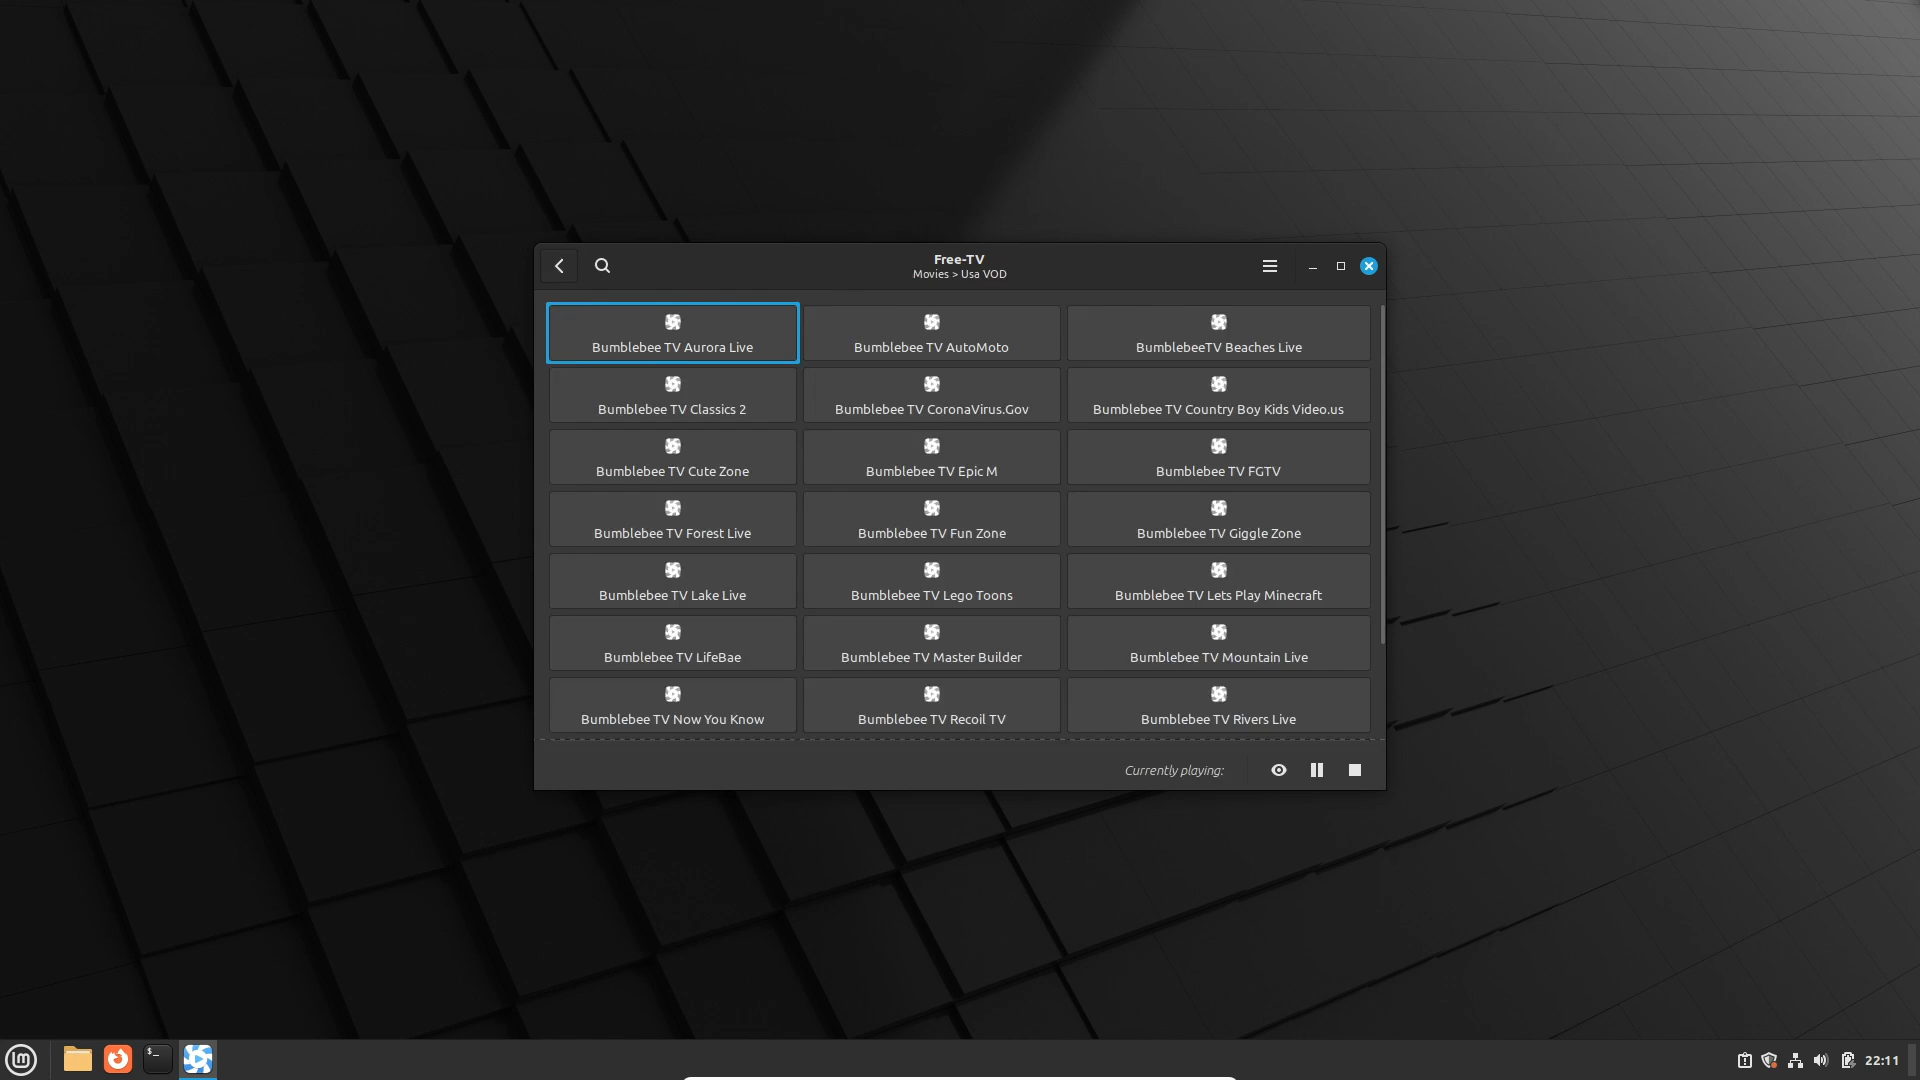 Free-TV
Movies > Usa VOD
Bumblebee TV Aurora Live
Bumblebee TV AutoMoto
BumblebeeTV Beaches Live
Bumblebee TV Classics 2
Bumblebee TV CoronaVirus.Gov
Bumblebee TV Country Boy Kids Video.us
Bumblebee TV Cute Zone
Bumblebee TV Epic M
Bumblebee TV FGTV
Bumblebee TV Forest Live
Bumblebee TV Fun Zone
Bumblebee TV Giggle Zone
Bumblebee TV Lake Live
Bumblebee TV Lego Toons
Bumblebee TV Lets Play Minecraft
Bumblebee TV LifeBae
Bumblebee TV Master Builder
Bumblebee TV Mountain Live
Bumblebee TV Now You Know
Bumblebee TV Recoil TV
Bumblebee TV Rivers Live
Currently playing:
$_
22:11